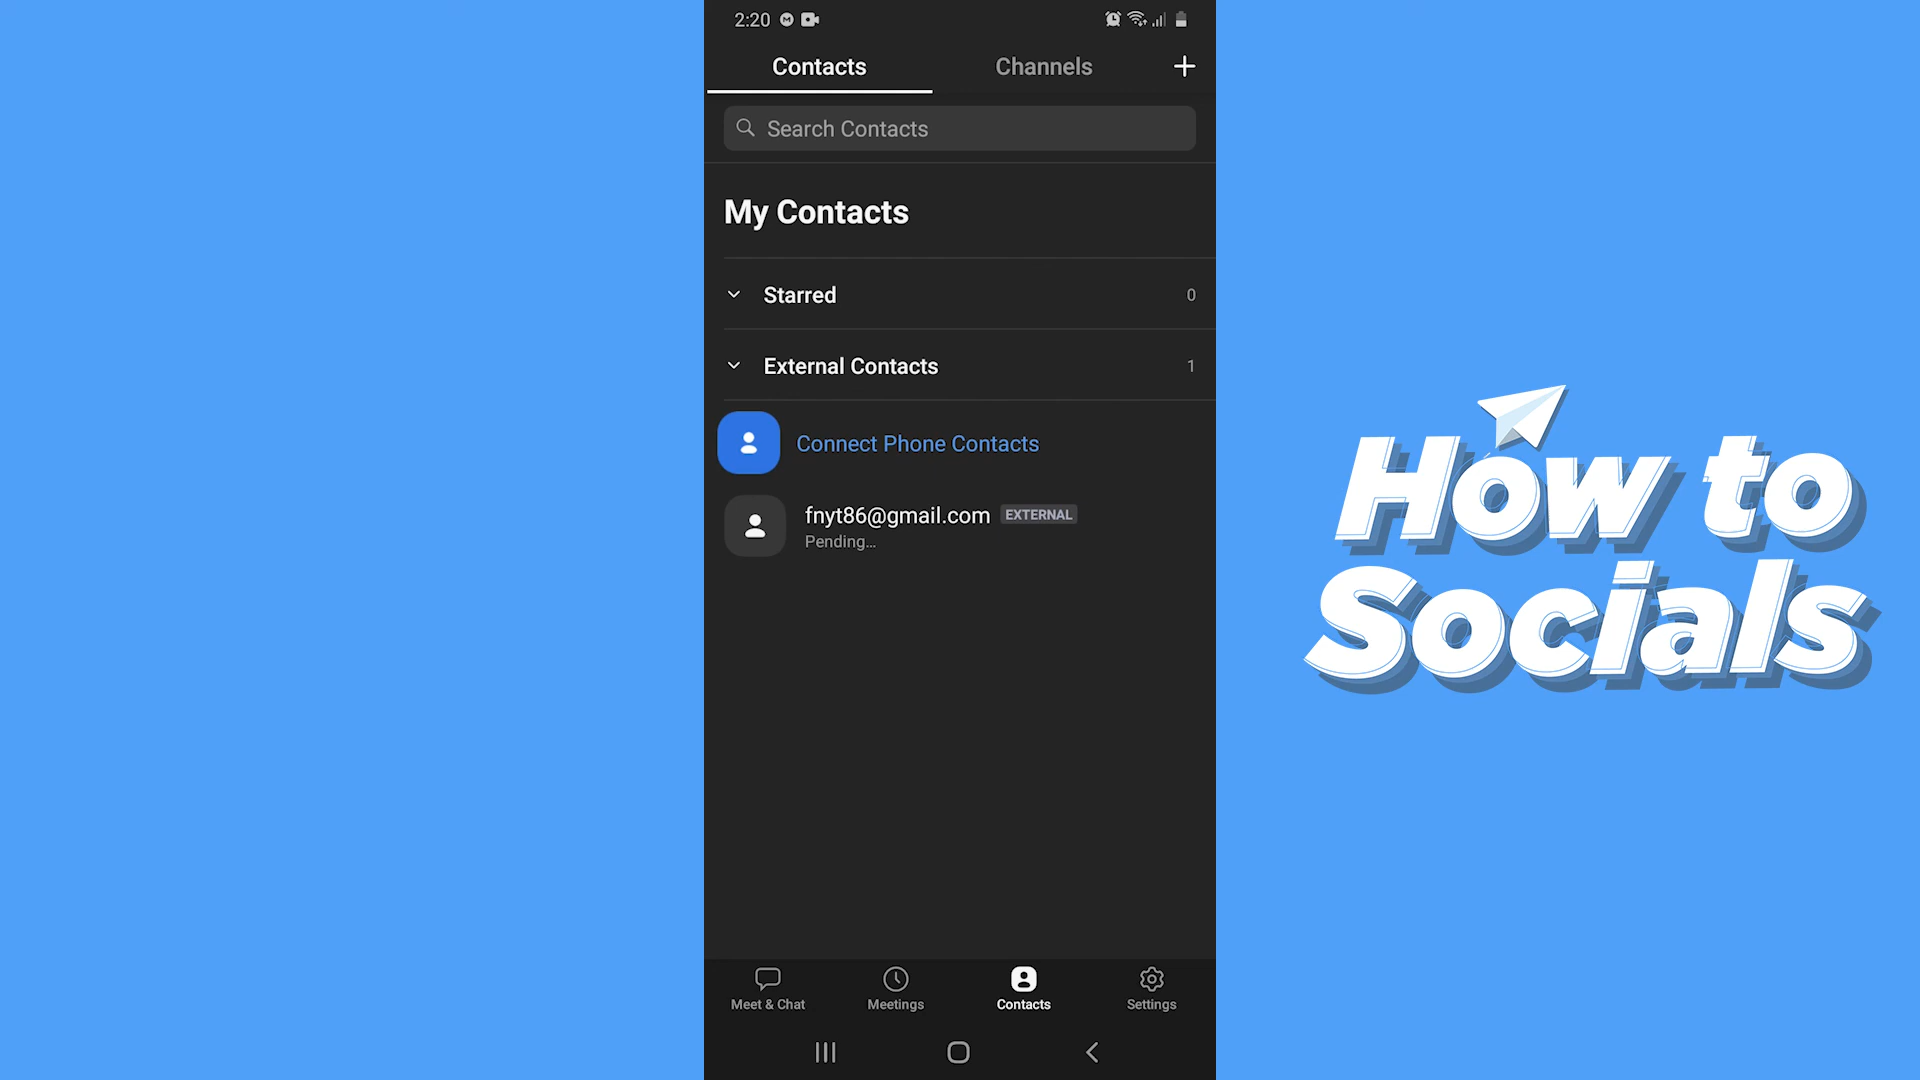 2:20
Contacts
Channels
Search Contacts
My Contacts
Starred
0
External Contacts
1
Connect Phone Contacts
fnyt86@gmail.com EXTERNAL
Pending...
Meet & Chat
Meetings
Contacts
Settings
How to
Socials